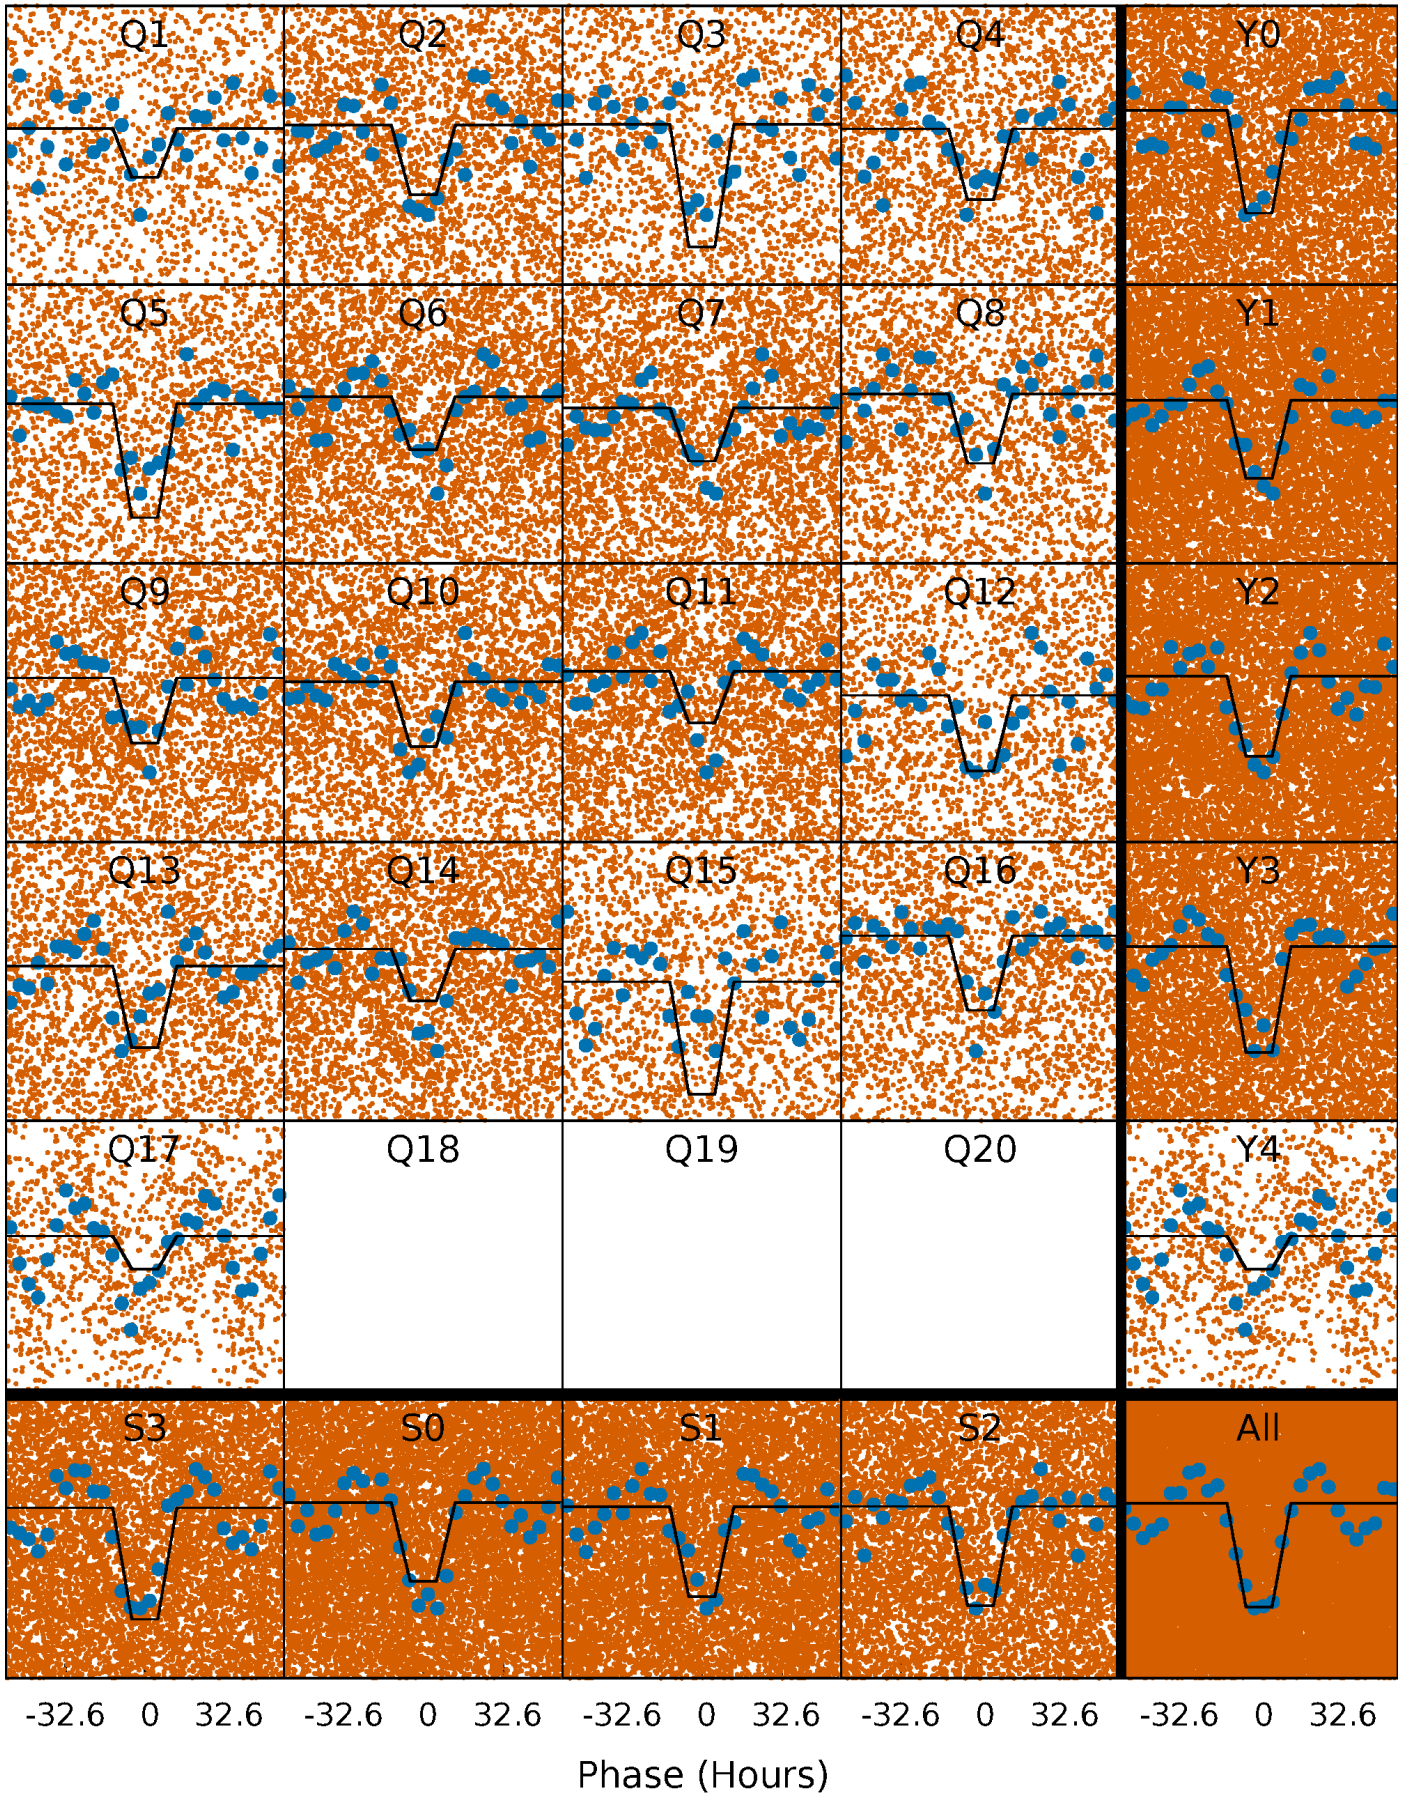 Q1 Q2 Q3 Q4 Y0
Q5 Q6 Q7 Q8 Y1
Q9 Q10 Q11 Q12 Y2
Q13 Q14 Q15 Q16 Y3
Q17 Q18 Q19 Q20 Y4
S3 S0 S1 S2 All
-32.6 0 32.6 -32.6 0 32.6 -32.6 0 32.6 -32.6 0 32.6 -32.6 0 32.6
Phase (Hours)